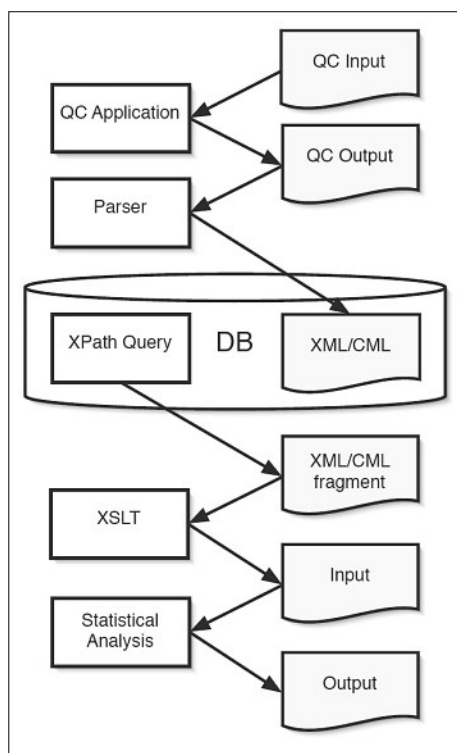 QC Input
QC Application
QC Output
Parser
XPath Query
DB
XML/CML
XML/CML
fragment
XSLT
Input
Statistical
Analysis
Output